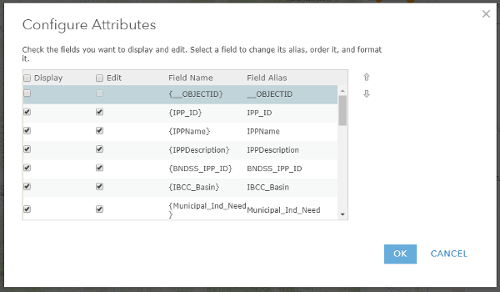 Configure Attributes
Check the fields you want to display and edit. Select a field to change its alias, order it, and format
it.
Display Edit Field Name Field Alias
{__OBJECTID} __OBJECTID
{IPP_ID} IPP_ID
{IPPName} IPPName
{IPPDescription} IPPDescription
{BNDSS_IPP_ID} BNDSS_IPP_ID
{IBCC_Basin} IBCC_Basin
{Municipal_Ind_Need Municipal_Ind_Need
}
OK CANCEL